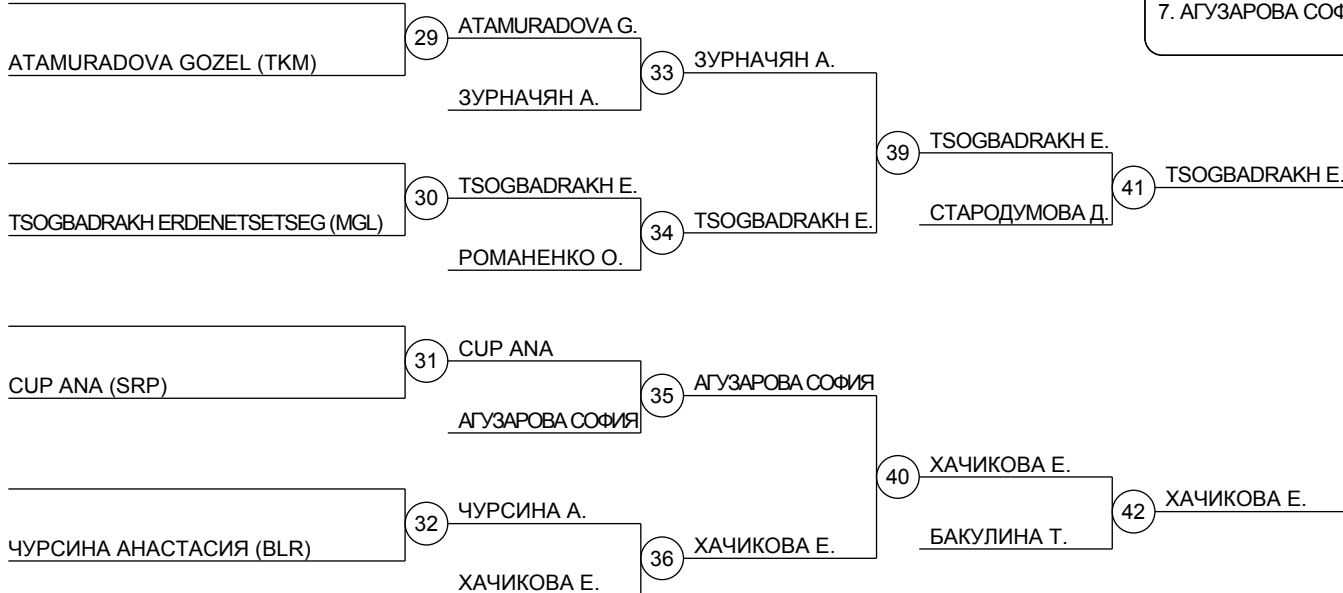 7. АГУЗАРОВА СОФ
29
ATAMURADOVA G.
ATAMURADOVA GOZEL (TKM)
33
ЗУРНАЧЯН А.
ЗУРНАЧЯН А.
39
TSOGBADRAKH E.
41
TSOGBADRAKH E.
30
TSOGBADRAKH E.
TSOGBADRAKH ERDENETSETSEG (MGL)
34
TSOGBADRAKH E.
СТАРОДУМОВА Д.
РОМАНЕНКО О.
31
CUP ANA
CUP ANA (SRP)
35
АГУЗАРОВА СОФИЯ
АГУЗАРОВА СОФИЯ
40
ХАЧИКОВА Е.
42
ХАЧИКОВА Е.
32
ЧУРСИНА А.
БАКУЛИНА Т.
ЧУРСИНА АНАСТАСИЯ (BLR)
36
ХАЧИКОВА Е.
ХАЧИКОВА Е.